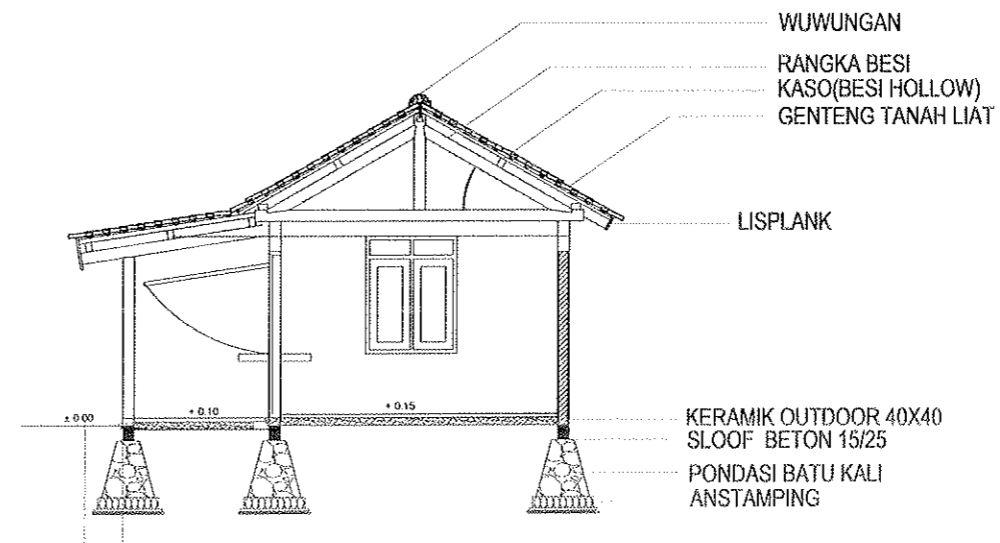 WUWUNGAN
RANGKA BESI
KASO(BESI HOLLOW)
GENTENG TANAH LIAT
LISPLANK
± 0.00
+ 0.10
+ 0.15
KERAMIK OUTDOOR 40X40
SLOOF BETON 15/25
PONDASI BATU KALI
ANSTAMPING